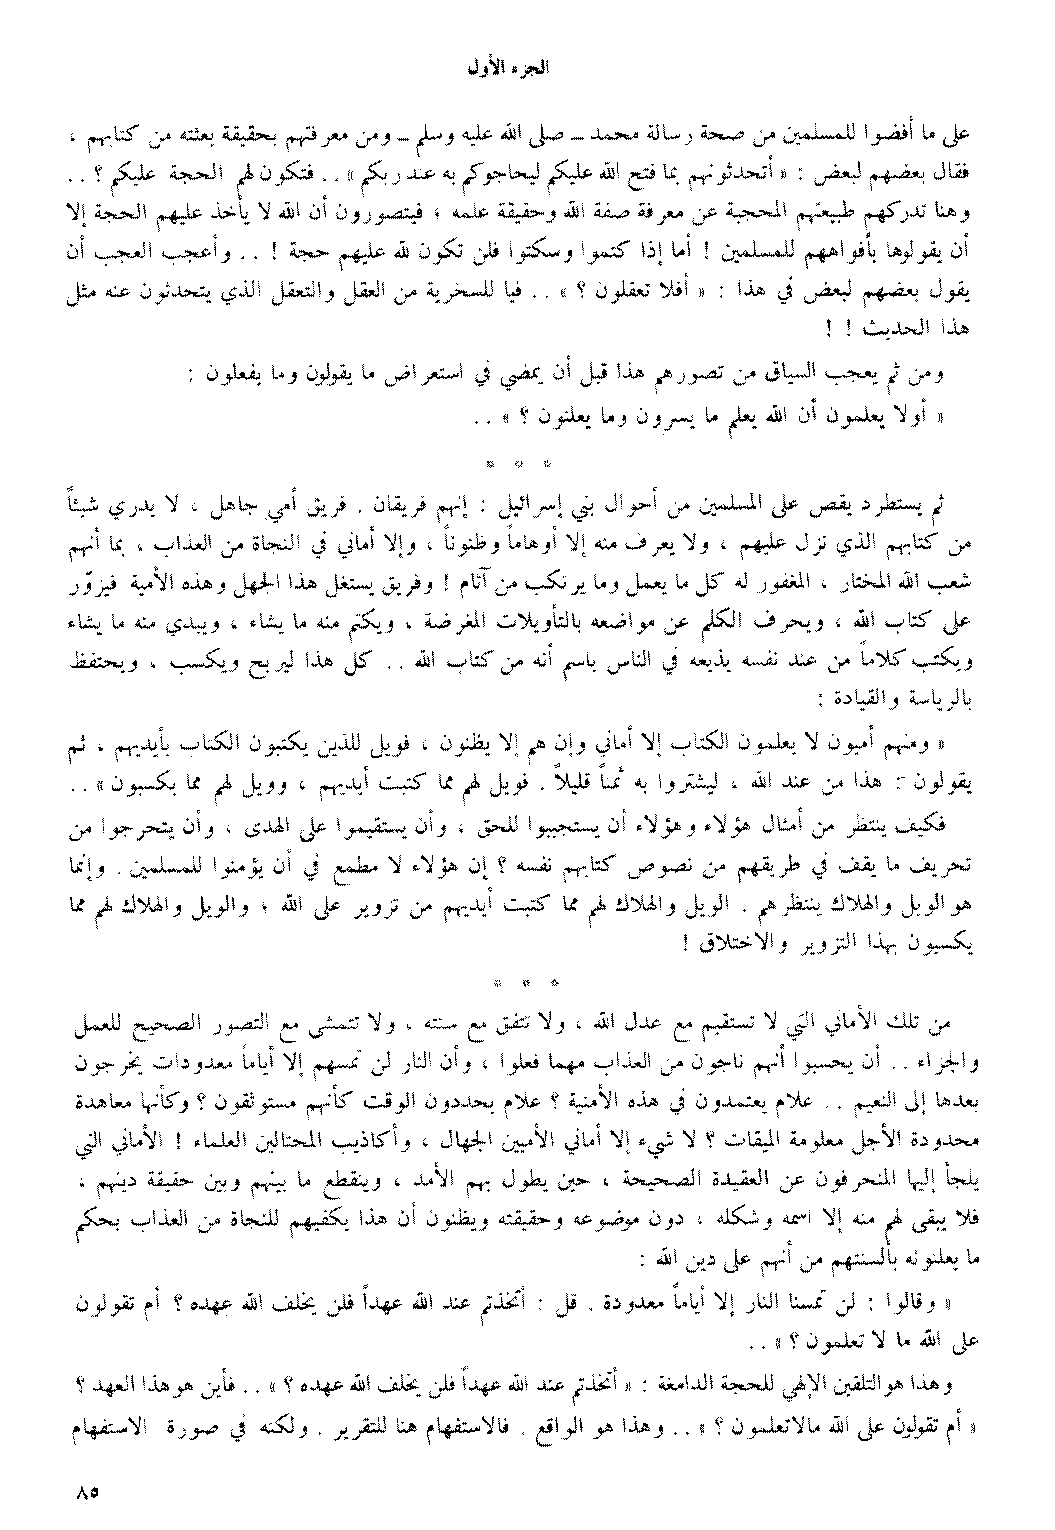 الجزء الأول
على ما أفضوا للمسلمين من صحة رسالة محمد – صلى الله عليه وسلم – ومن معرفتهم بحقيقة بعثته من كتابهم ،
فقال بعضهم لبعض : « أتحدثونهم بما فتح الله عليكم ليحاجوكم به عند ربكم » .. فتكون لهم الحجة عليكم ؟ ..
وهنا تدركهم طبيعتهم المحجبة عن معرفة صفة الله وحقيقة علمه ؛ فيتصورون أن الله لا يأخذ عليهم الحجة إلا
أن يقولوها بأفواههم للمسلمين ! أما إذا كتموا وسكتوا فلن تكون لله عليهم حجة ! .. وأعجب العجب أن
يقول بعضهم لبعض في هذا : « أفلا تعقلون ؟ » .. فيا للسخرية من العقل والتعقل الذي يتحدثون عنه مثل
هذا الحديث ! !
ومن ثم يعجب السياق من تصورهم هذا قبل أن يمضي في استعراض ما يقولون وما يفعلون :
« أولا يعلمون أن الله يعلم ما يسرون وما يعلنون ؟ » ..
* * *
ثم يستطرد يقص على المسلمين من أحوال بني إسرائيل : إنهم فريقان . فريق أمي جاهل ، لا يدري شيئاً
من كتابهم الذي نزل عليهم ، ولا يعرف منه إلا أوهاماً وظنوناً ، وإلا أماني في النجاة من العذاب ، بما أنهم
شعب الله المختار ، المغفور له كل ما يعمل وما يرتكب من آثام ! وفريق يستغل هذا الجهل وهذه الأمية فيزوّر
على كتاب الله ، ويحرف الكلم عن مواضعه بالتأويلات المغرضة ، ويكتم منه ما يشاء ، ويبدي منه ما يشاء
ويكتب كلاماً من عند نفسه يذيعه في الناس باسم أنه من كتاب الله .. كل هذا ليربح ويكسب ، ويحتفظ
بالرياسة والقيادة :
« ومنهم أميون لا يعلمون الكتاب إلا أماني وإن هم إلا يظنون ، فويل للذين يكتبون الكتاب بأيديهم ، ثم
يقولون : هذا من عند الله ، ليشتروا به ثمناً قليلاً . فويل لهم مما كتبت أيديهم ، وويل لهم مما يكسبون » ..
فكيف ينتظر من أمثال هؤلاء وهؤلاء أن يستجيبوا للحق ، وأن يستقيموا على الهدى ، وأن يتحرجوا من
تحريف ما يقف في طريقهم من نصوص كتابهم نفسه ؟ إن هؤلاء لا مطمع في أن يؤمنوا للمسلمين . وإنما
هو الويل والهلاك ينتظرهم . الويل والهلاك لهم مما كتبت أيديهم من تزوير على الله ؛ والويل والهلاك لهم مما
يكسبون بهذا التزوير والاختلاق !
* * *
من تلك الأماني التي لا تستقيم مع عدل الله ، ولا تتفق مع سنته ، ولا تتمشى مع التصور الصحيح للعمل
والجزاء .. أن يحسبوا أنهم ناجون من العذاب مهما فعلوا ، وأن النار لن تمسهم إلا أياماً معدودات يخرجون
بعدها إلى النعيم .. علام يعتمدون في هذه الأمنية ؟ علام يحددون الوقت كأنهم مستوثقون ؟ وكأنها معاهدة
محدودة الأجل معلومة الميقات ؟ لا شيء إلا أماني الأميين الجهال ، وأكاذيب المحتالين العلماء ! الأماني التي
يلجأ إليها المنحرفون عن العقيدة الصحيحة ، حين يطول بهم الأمد ، وينقطع ما بينهم وبين حقيقة دينهم ،
فلا يبقى لهم منه إلا اسمه وشكله ، دون موضوعه وحقيقته ويظنون أن هذا يكفيهم للنجاة من العذاب بحكم
ما يعلنونه بألسنتهم من أنهم على دين الله :
« وقالوا : لن تمسنا النار إلا أياماً معدودة . قل : أتخذتم عند الله عهداً فلن يخلف الله عهده ؟ أم تقولون
على الله ما لا تعلمون ؟ » ..
وهذا هو التلقين الإلهي للحجة الدامغة : « أتخذتم عند الله عهداً فلن يخلف الله عهده ؟ » .. فأين هو هذا العهد ؟
« أم تقولون على الله مالا تعلمون ؟ » .. وهذا هو الواقع . فالاستفهام هنا للتقرير . ولكنه في صورة الاستفهام
٨٥